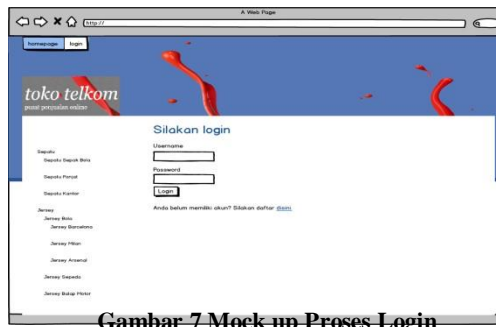 A Web Page
http://
homepage login
toko telkom
pusat penjualan online
Silakan login
Username
Password
Login
Anda belum memiliki akun? Silakan daftar disini
Sepatu
Sepatu Sepak Bola
Sepatu Panjat
Sepatu Kantor
Jersey
Jersey Bola
Jersey Barcelona
Jersey Milan
Jersey Arsenal
Jersey Sepeda
Jersey Balap Motor
Gambar 7 Mock up Proses Login